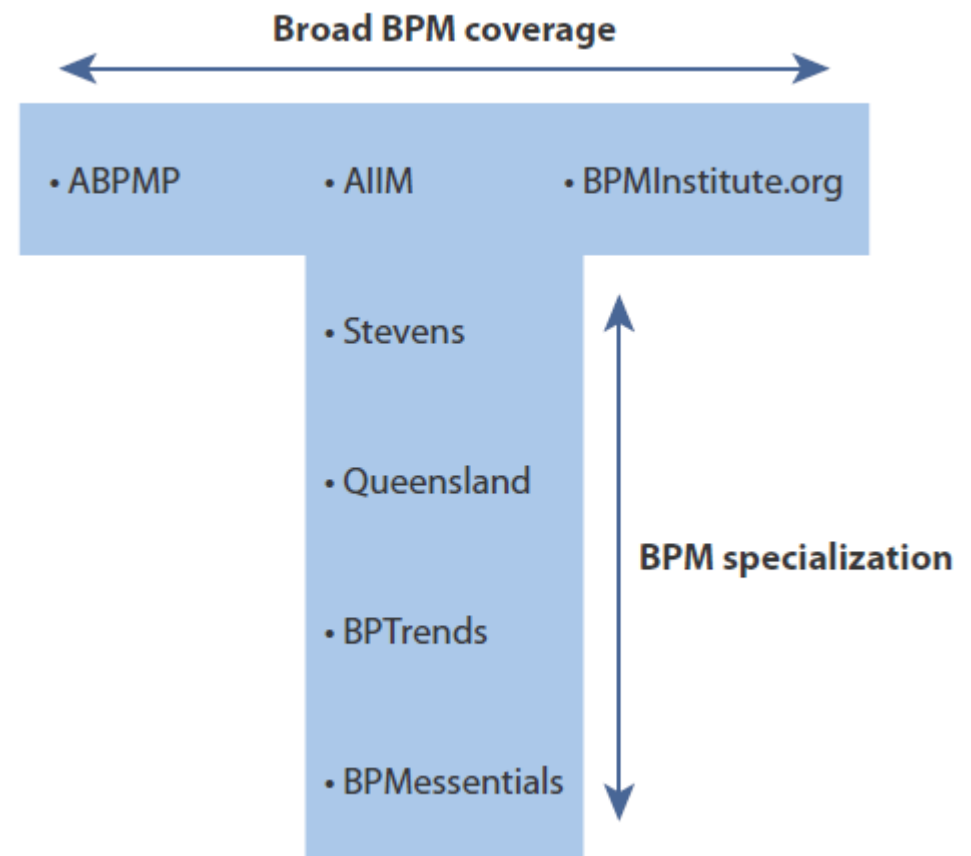 Broad BPM coverage
• ABPMP • AIIM • BPMInstitute.org
• Stevens
• Queensland
BPM specialization
• BPTrends
• BPMessentials